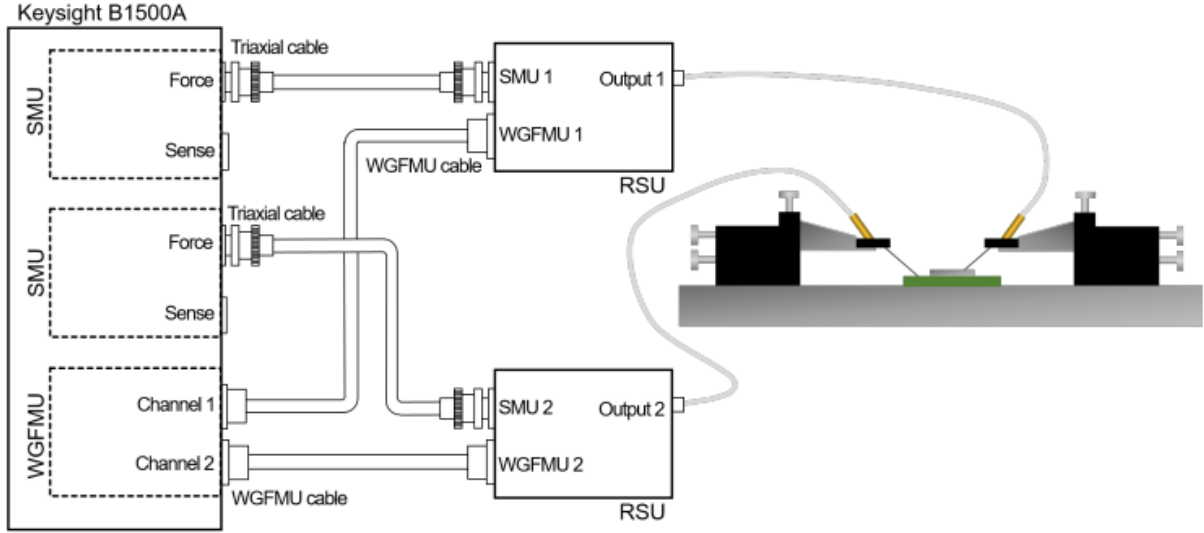 Keysight B1500A
Triaxial cable
Force
SMU 1
Output 1
SMU
Sense
WGFMU 1
WGFMU cable
RSU
Triaxial cable
Force
SMU
Sense
Channel 1
SMU 2
Output 2
WGFMU
Channel 2
WGFMU 2
WGFMU cable
RSU